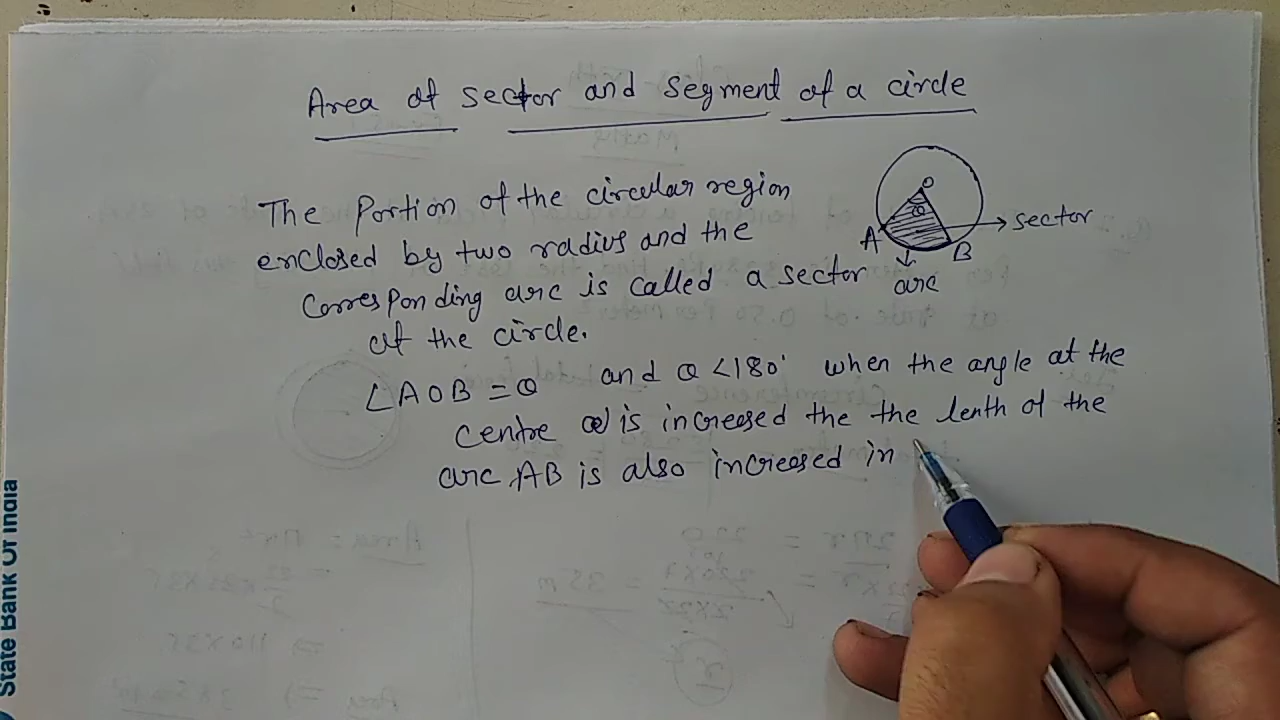 Area of sector and segment of a circle
The Portion of the circular region
enclosed by two radius and the
Corresponding arc is called a sector
of the circle.
∠AOB = θ and θ <180° when the angle at the
centre θ is increesed the the lenth of the
arc AB is also increesed in
O
θ
A
B
sector
arc
State Bank Of India